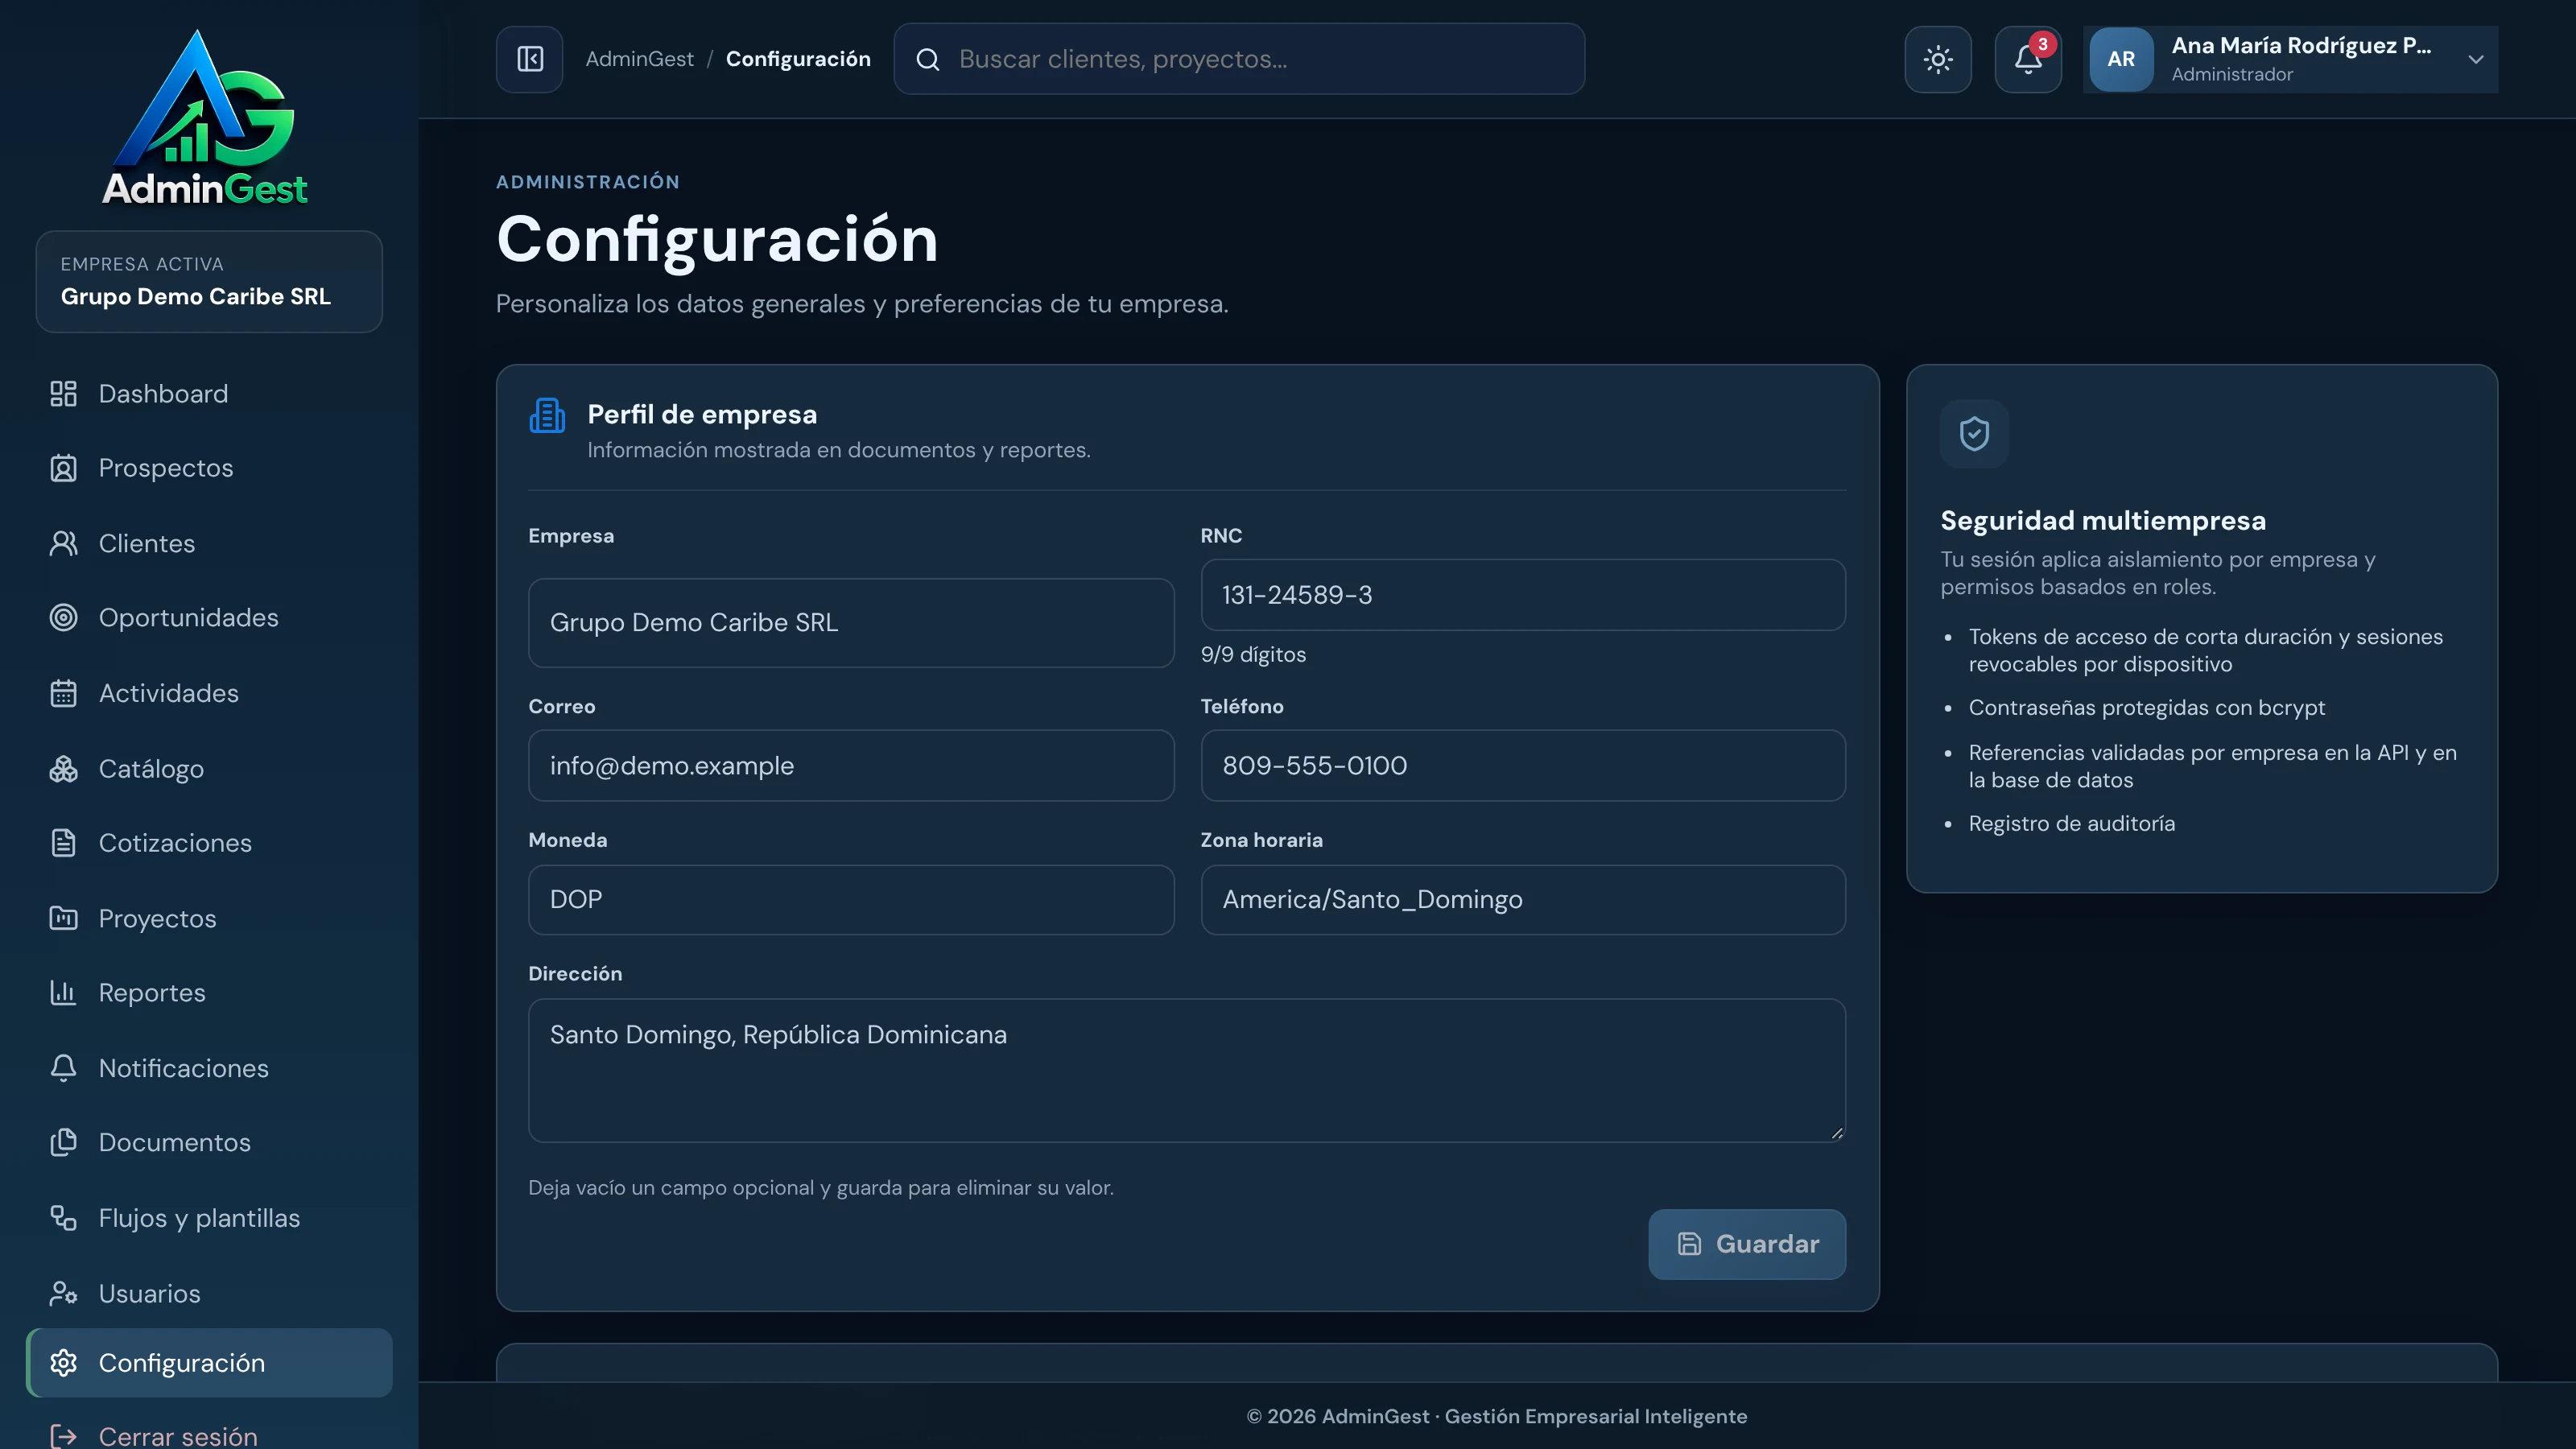 AdminGest
EMPRESA ACTIVA
Grupo Demo Caribe SRL
Dashboard
Prospectos
Clientes
Oportunidades
Actividades
Catálogo
Cotizaciones
Proyectos
Reportes
Notificaciones
Documentos
Flujos y plantillas
Usuarios
Configuración
Cerrar sesión
AdminGest / Configuración
Buscar clientes, proyectos...
3
AR
Ana María Rodríguez P...
Administrador
ADMINISTRACIÓN
Configuración
Personaliza los datos generales y preferencias de tu empresa.
Perfil de empresa
Información mostrada en documentos y reportes.
Empresa
Grupo Demo Caribe SRL
RNC
131-24589-3
9/9 dígitos
Correo
info@demo.example
Teléfono
809-555-0100
Moneda
DOP
Zona horaria
America/Santo_Domingo
Dirección
Santo Domingo, República Dominicana
Deja vacío un campo opcional y guarda para eliminar su valor.
Guardar
Seguridad multiempresa
Tu sesión aplica aislamiento por empresa y
permisos basados en roles.
• Tokens de acceso de corta duración y sesiones
revocables por dispositivo
• Contraseñas protegidas con bcrypt
• Referencias validadas por empresa en la API y en
la base de datos
• Registro de auditoría
© 2026 AdminGest · Gestión Empresarial Inteligente